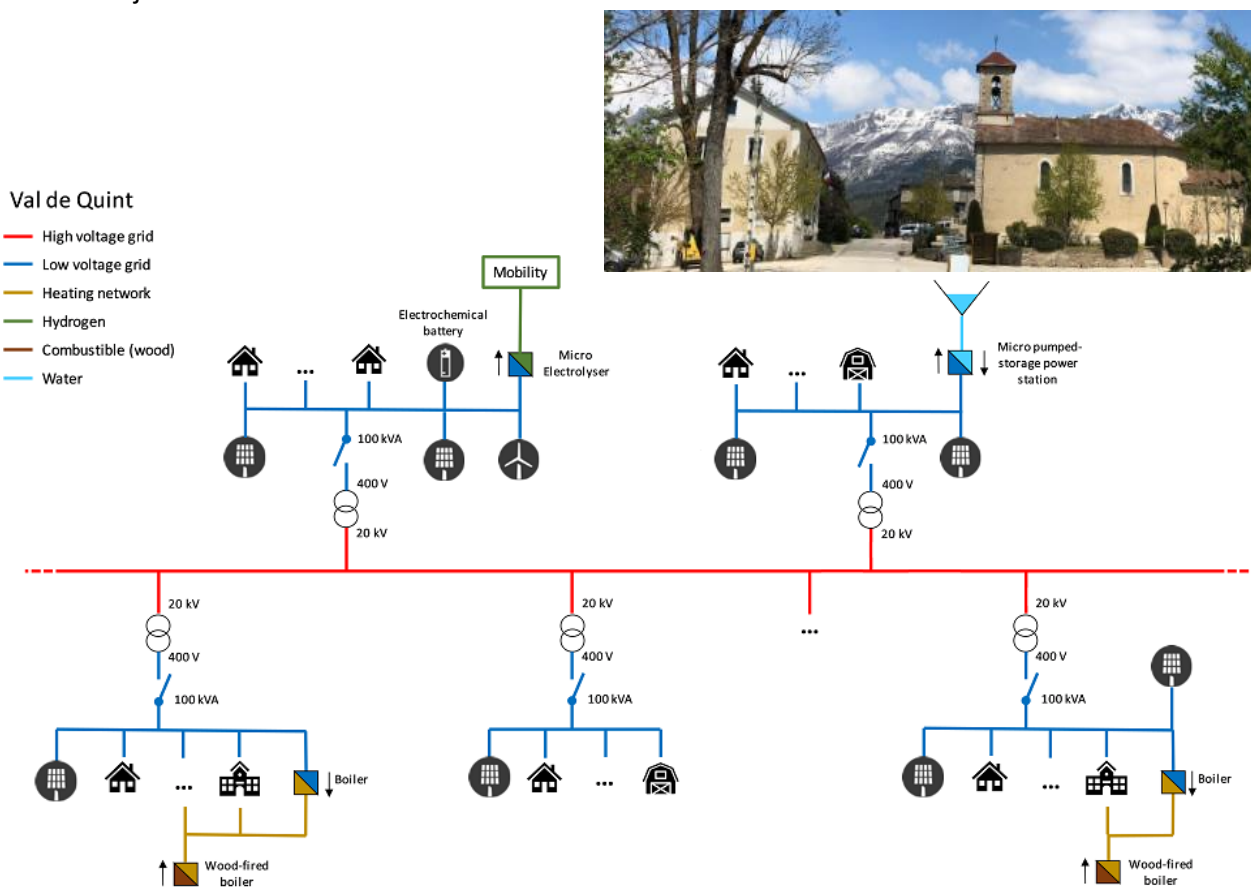 Val de Quint
High voltage grid
Low voltage grid
Heating network
Hydrogen
Combustible (wood)
Water
Mobility
Electrochemical
battery
Micro
Electrolyser
Micro pumped-
storage power
station
100 kVA
400 V
20 kV
100 kVA
400 V
20 kV
20 kV
400 V
100 kVA
20 kV
400 V
100 kVA
20 kV
400 V
100 kVA
...
...
...
...
Boiler
...
...
Boiler
Wood-fired
boiler
Wood-fired
boiler